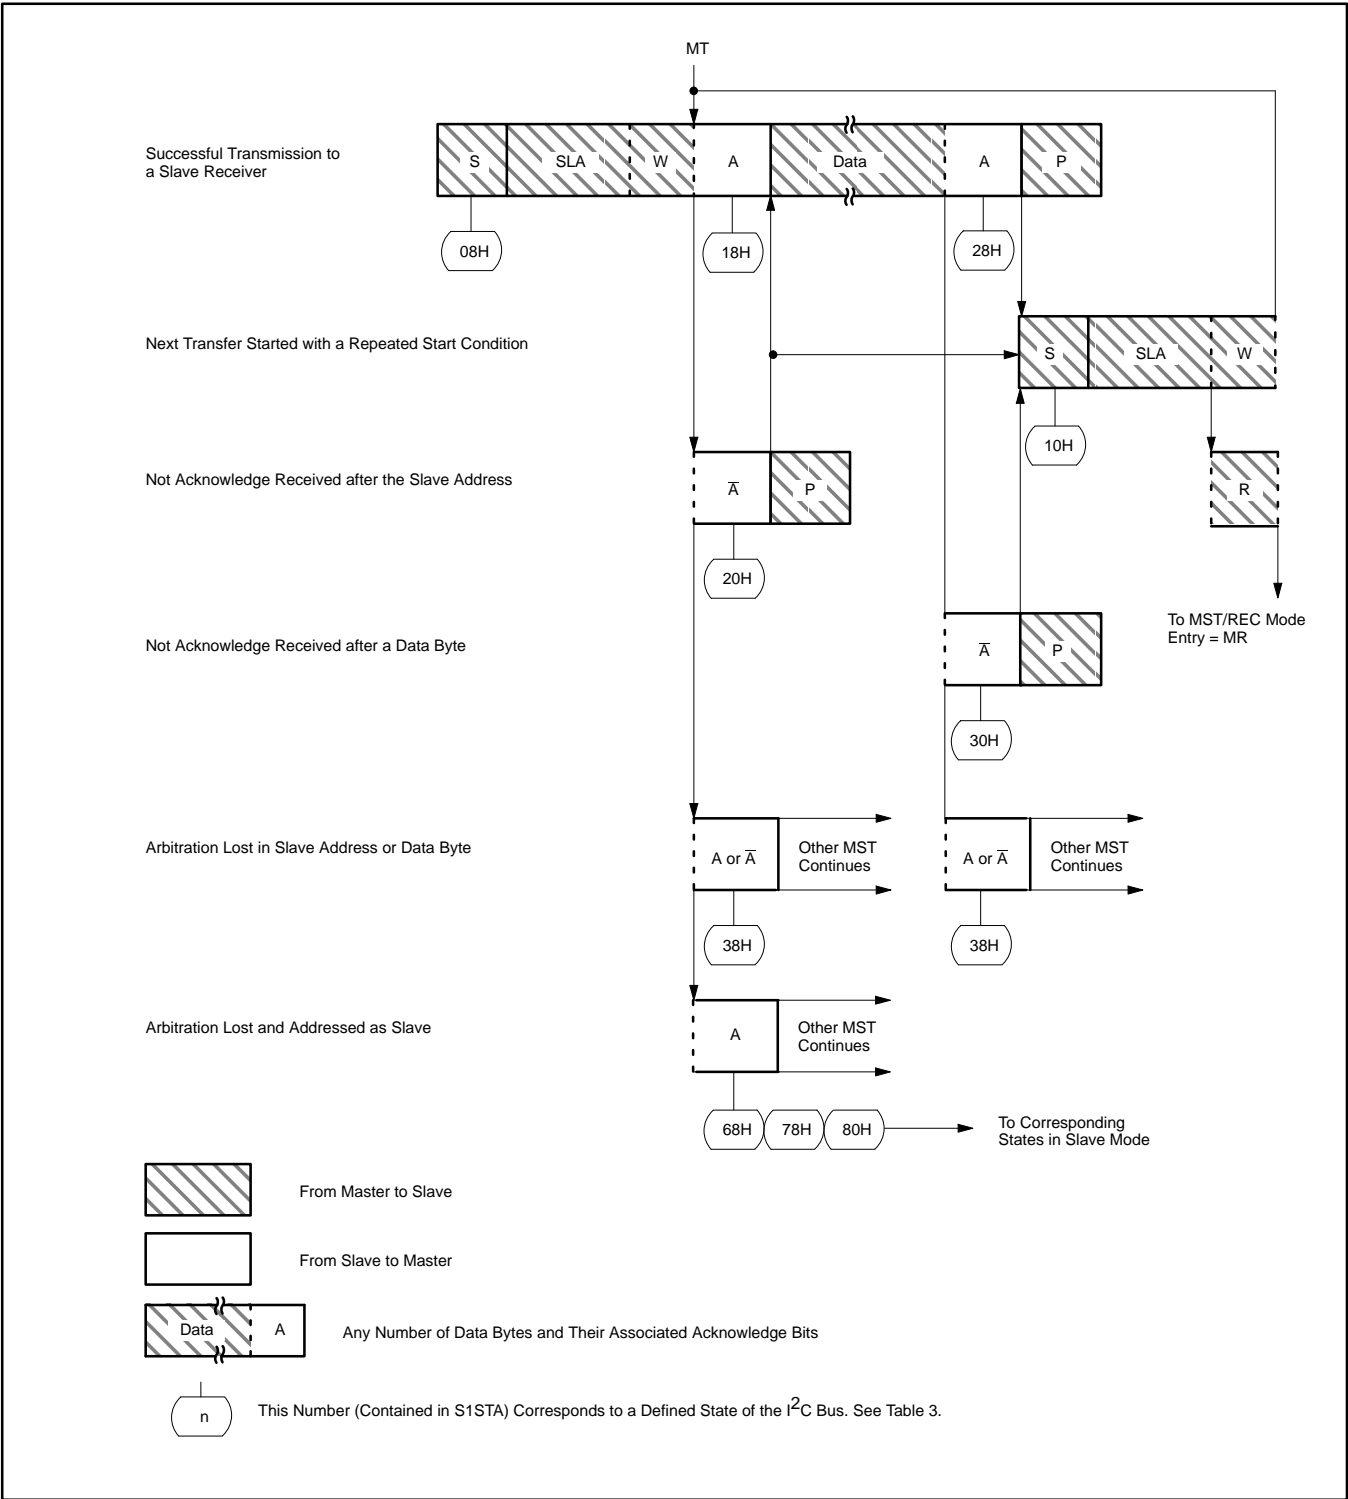 MT
Successful Transmission to
a Slave Receiver
S SLA W A Data A P
08H 18H 28H
Next Transfer Started with a Repeated Start Condition
S SLA W
10H
Not Acknowledge Received after the Slave Address
A̅ P
R
20H
To MST/REC Mode
Entry = MR
Not Acknowledge Received after a Data Byte
A̅ P
30H
Arbitration Lost in Slave Address or Data Byte
A or A̅
Other MST
Continues
A or A̅
Other MST
Continues
38H 38H
Arbitration Lost and Addressed as Slave
A
Other MST
Continues
68H 78H 80H
To Corresponding
States in Slave Mode
From Master to Slave
From Slave to Master
Data A
Any Number of Data Bytes and Their Associated Acknowledge Bits
n
This Number (Contained in S1STA) Corresponds to a Defined State of the I²C Bus. See Table 3.